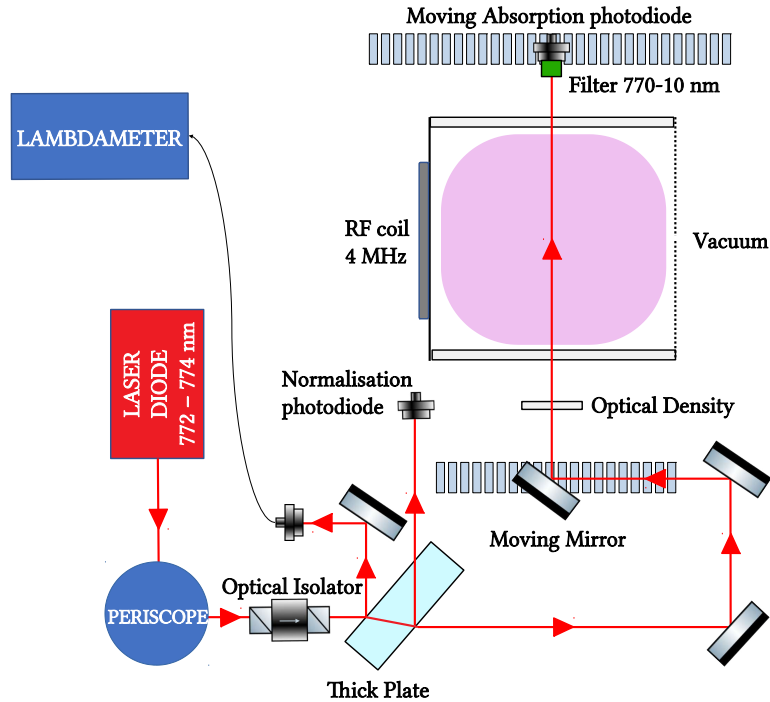 Moving Absorption photodiode
Filter 770-10 nm
LAMBDAMETER
RF coil
4 MHz
Vacuum
LASER
DIODE
772 – 774 nm
Normalisation
photodiode
Optical Density
Moving Mirror
Optical Isolator
PERISCOPE
Thick Plate